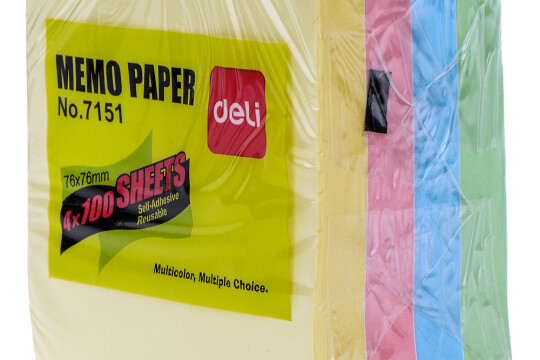 MEMO PAPER
No.7151
deli
76x76mm
4x100 SHEETS
Self-Adhesive
Reusable
Multicolor, Multiple Choice.